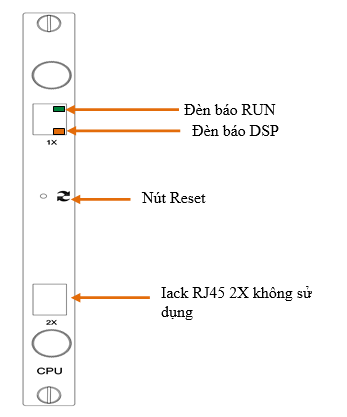 Đèn báo RUN
Đèn báo DSP
1X
Nút Reset
Iack RJ45 2X không sử
dụng
2X
CPU